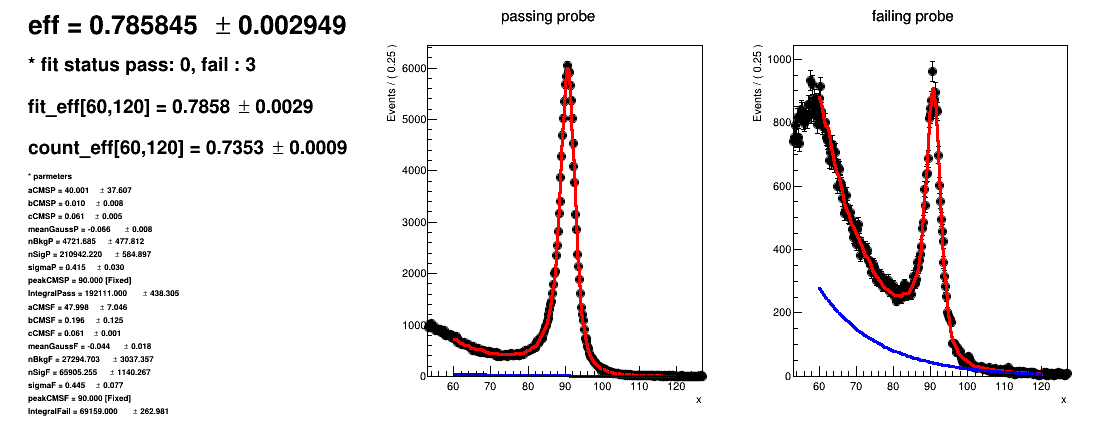 eff = 0.785845 ± 0.002949
* fit status pass: 0, fail : 3
fit_eff[60,120] = 0.7858 ± 0.0029
count_eff[60,120] = 0.7353 ± 0.0009
* parmeters
aCMSP = 40.001 ± 37.607
bCMSP = 0.010 ± 0.008
cCMSP = 0.061 ± 0.005
meanGaussP = -0.066 ± 0.008
nBkgP = 4721.685 ± 477.812
nSigP = 210942.220 ± 584.897
sigmaP = 0.415 ± 0.030
peakCMSP = 90.000 [Fixed]
IntegralPass = 192111.000 ± 438.305
aCMSF = 47.998 ± 7.046
bCMSF = 0.196 ± 0.125
cCMSF = 0.061 ± 0.001
meanGaussF = -0.044 ± 0.018
nBkgF = 27294.703 ± 3037.357
nSigF = 65905.255 ± 1140.267
sigmaF = 0.445 ± 0.077
peakCMSF = 90.000 [Fixed]
IntegralFail = 69159.000 ± 262.981
passing probe
Events / ( 0.25 )
6000
5000
4000
3000
2000
1000
0
60 70 80 90 100 110 120
x
failing probe
Events / ( 0.25 )
1000
800
600
400
200
0
60 70 80 90 100 110 120
x